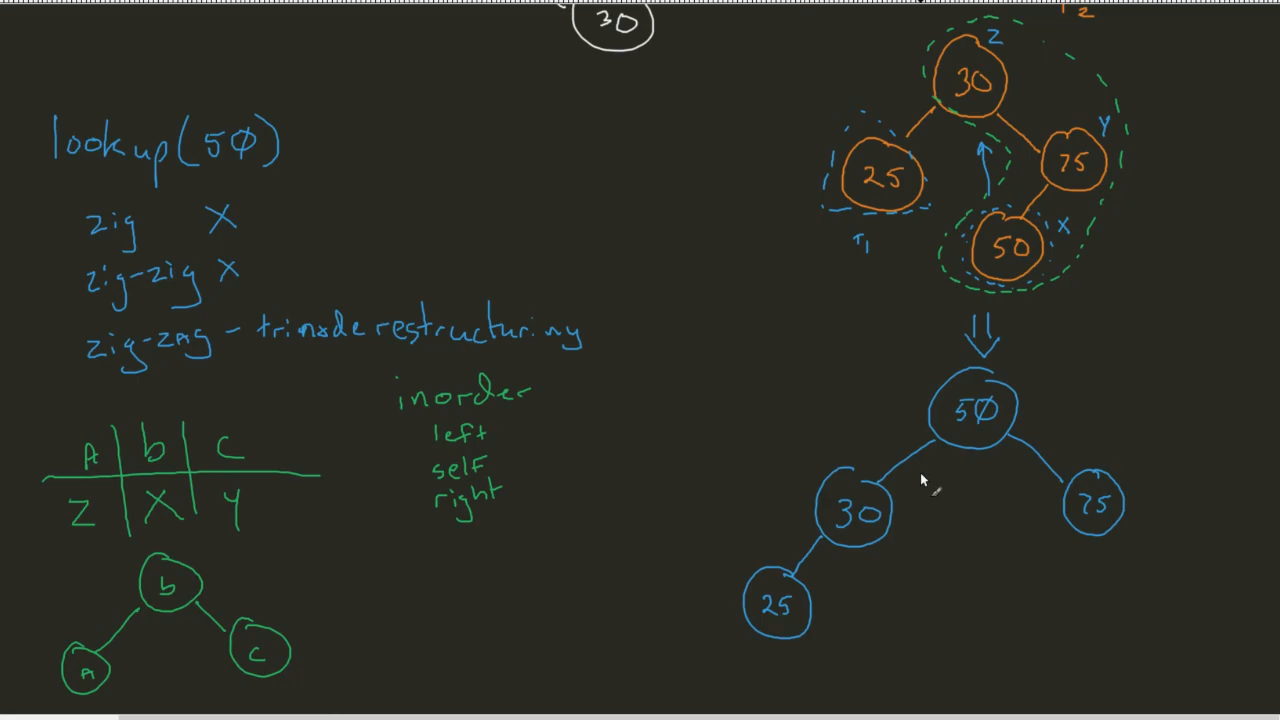 30
2
Z
30
lookup(50)
Y
25
75
zig X
X
T1
50
zig-zig X
zig-zag - trinode restructuring
inorder
50
left
A b C
self
Z X Y
right
30
75
b
25
A
C